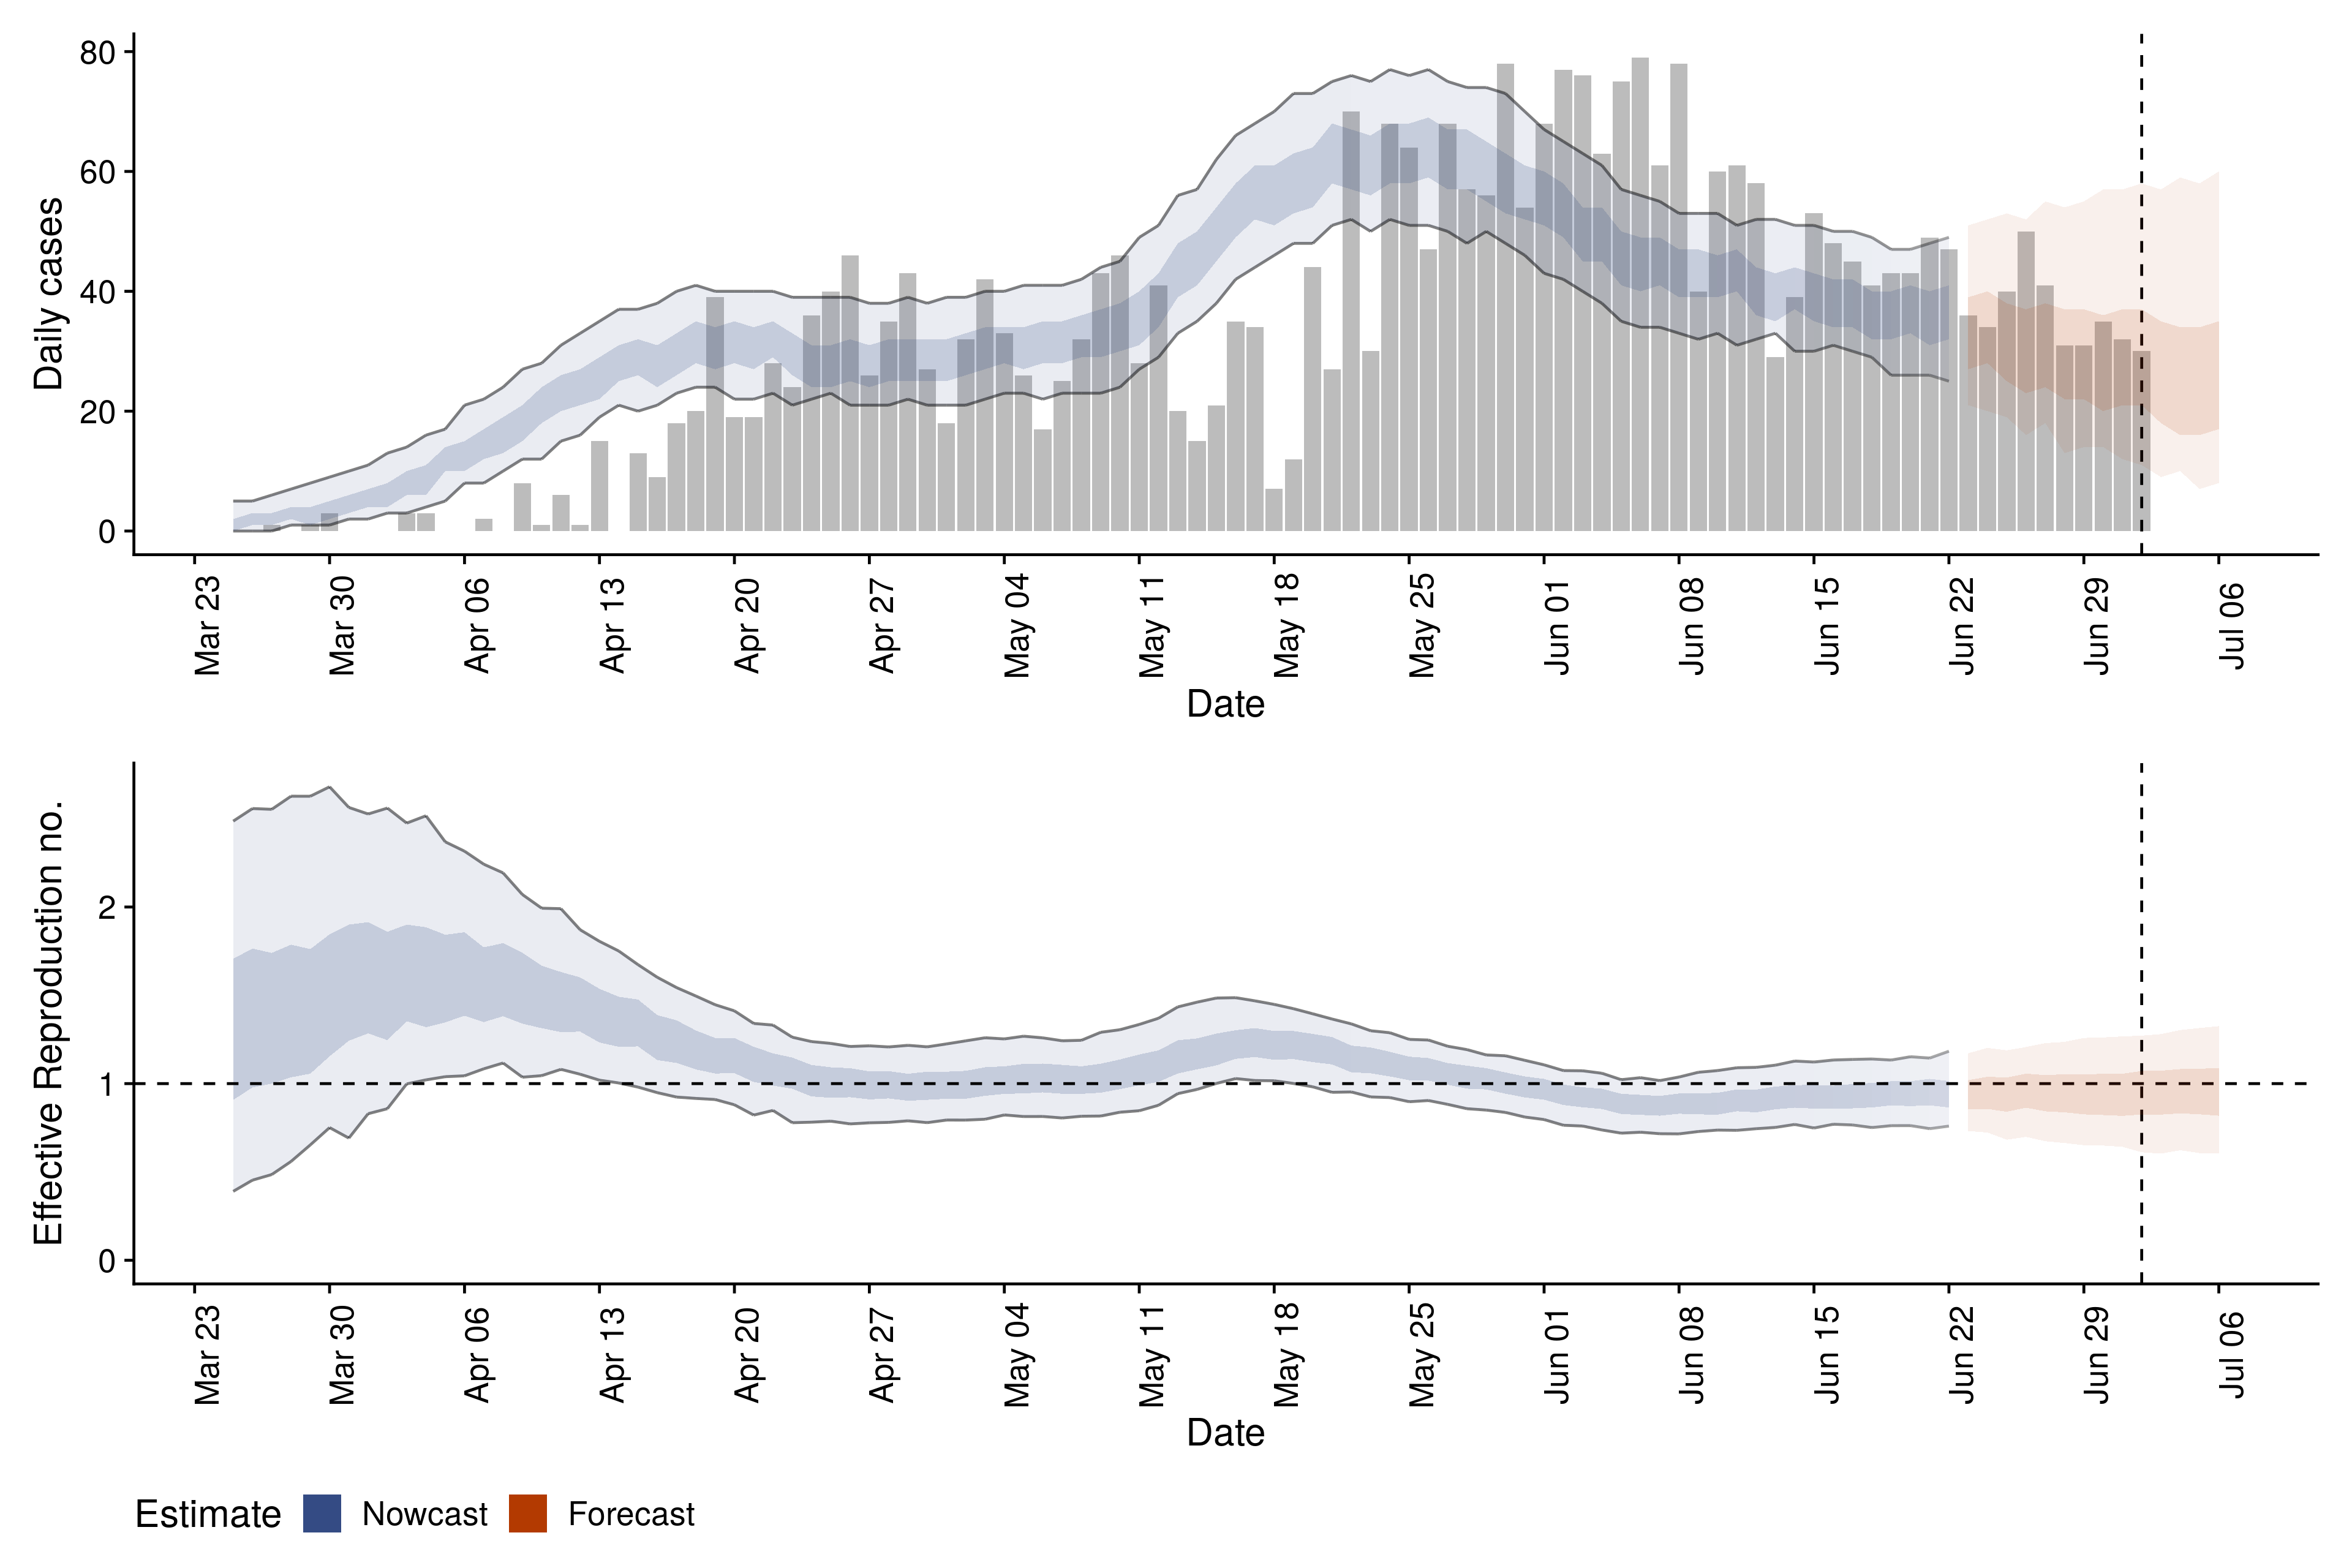 Daily cases
80
60
40
20
0
Mar 23
Mar 30
Apr 06
Apr 13
Apr 20
Apr 27
May 04
May 11
May 18
May 25
Jun 01
Jun 08
Jun 15
Jun 22
Jun 29
Jul 06
Date
Effective Reproduction no.
2
1
0
Mar 23
Mar 30
Apr 06
Apr 13
Apr 20
Apr 27
May 04
May 11
May 18
May 25
Jun 01
Jun 08
Jun 15
Jun 22
Jun 29
Jul 06
Date
Estimate Nowcast Forecast